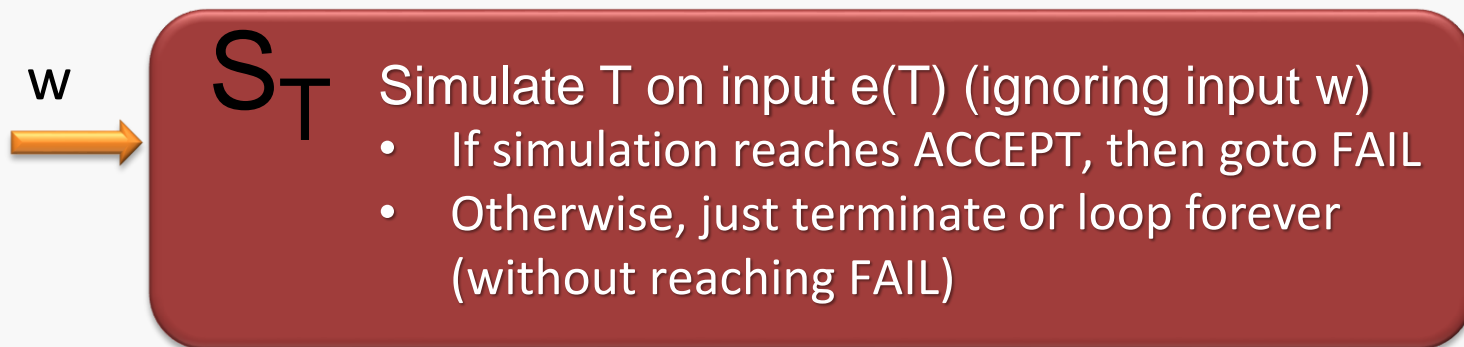 w
S_T
Simulate T on input e(T) (ignoring input w)
• If simulation reaches ACCEPT, then goto FAIL
• Otherwise, just terminate or loop forever
(without reaching FAIL)